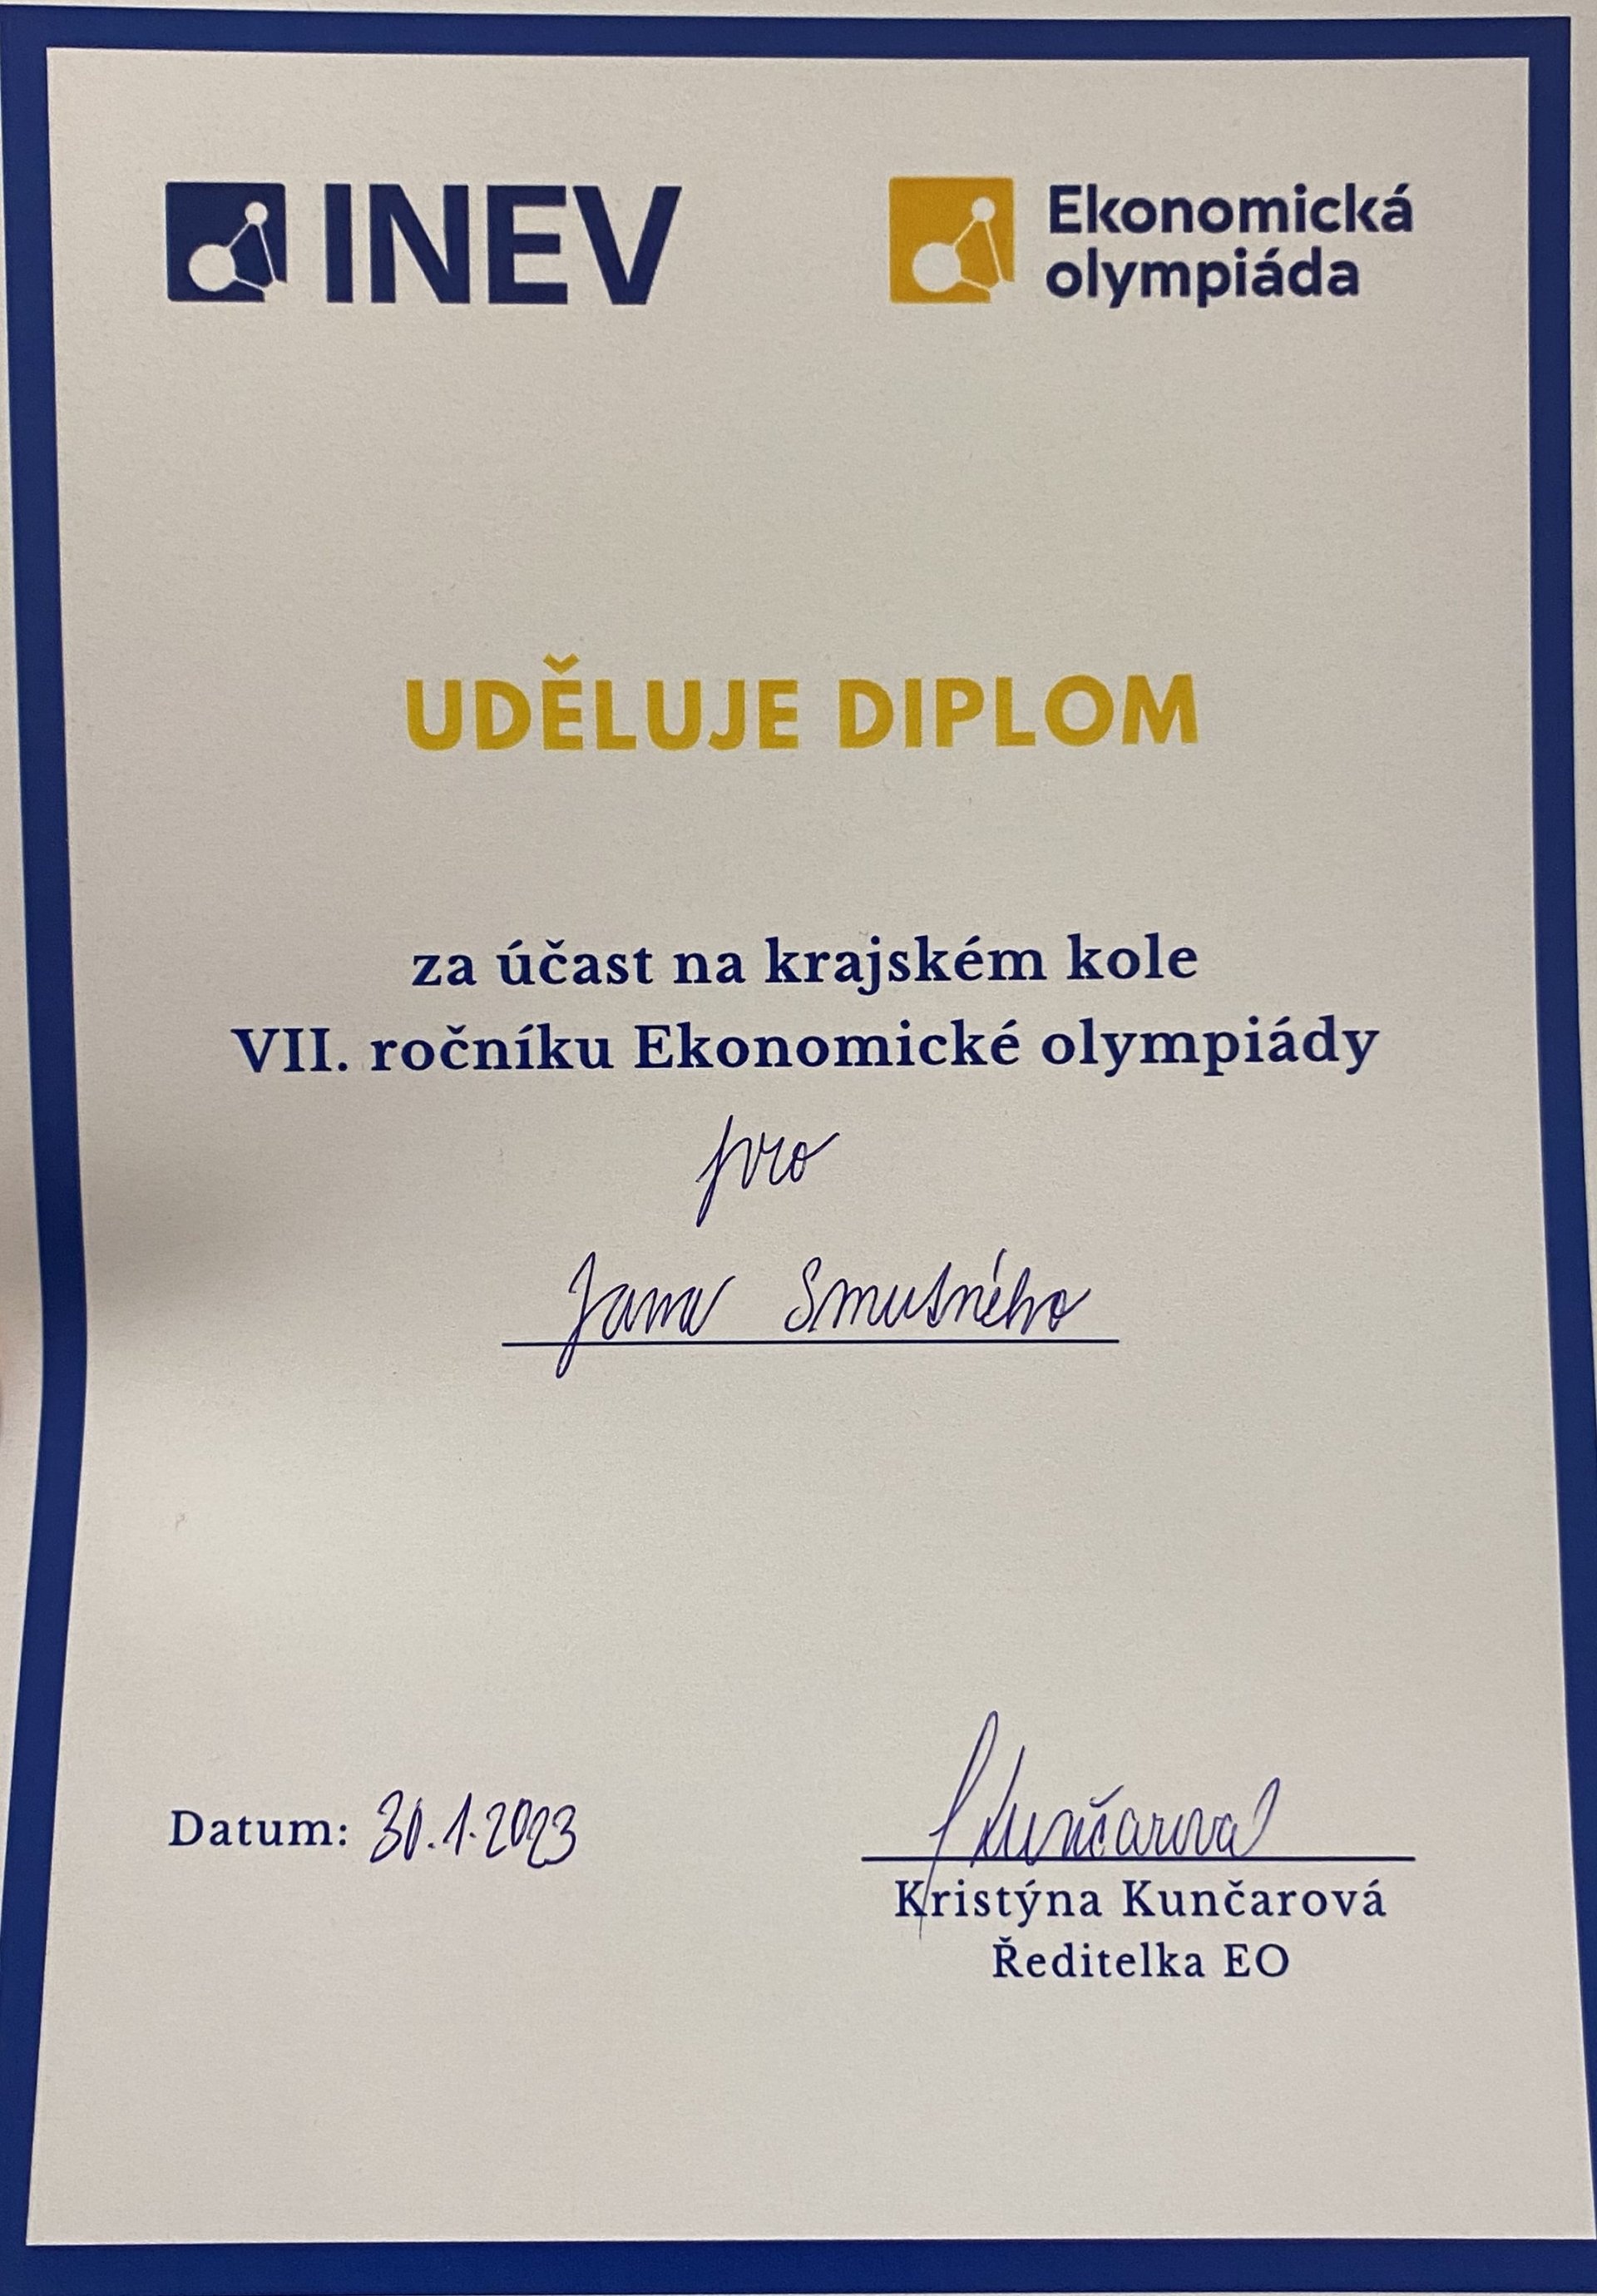 INEV
Ekonomická
olympiáda
UDĚLUJE DIPLOM
za účast na krajském kole
VII. ročníku Ekonomické olympiády
pro
Jana Smutného
Datum: 30.1.2023
Kunčarová
Kristýna Kunčarová
Ředitelka EO